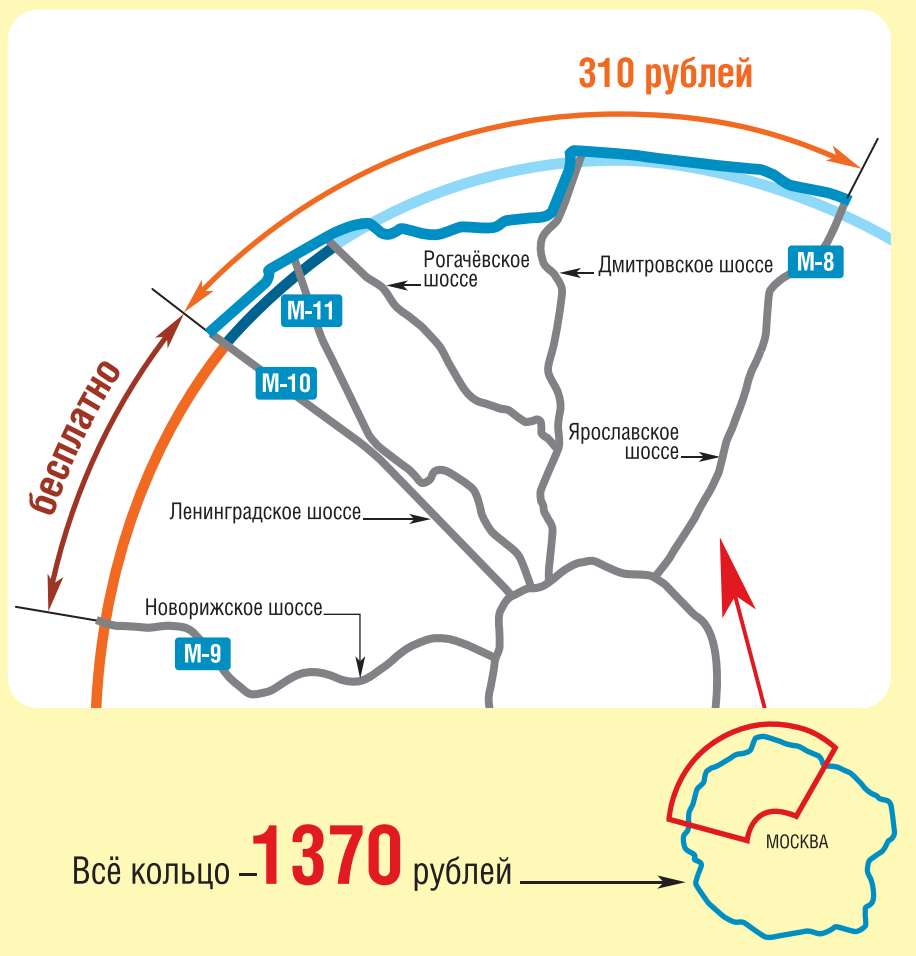 310 рублей
Рогачёвское
шоссе
Дмитровское шоссе
М-8
М-11
М-10
бесплатно
Ярославское
шоссе
Ленинградское шоссе
Новорижское шоссе
М-9
МОСКВА
Всё кольцо –1370 рублей